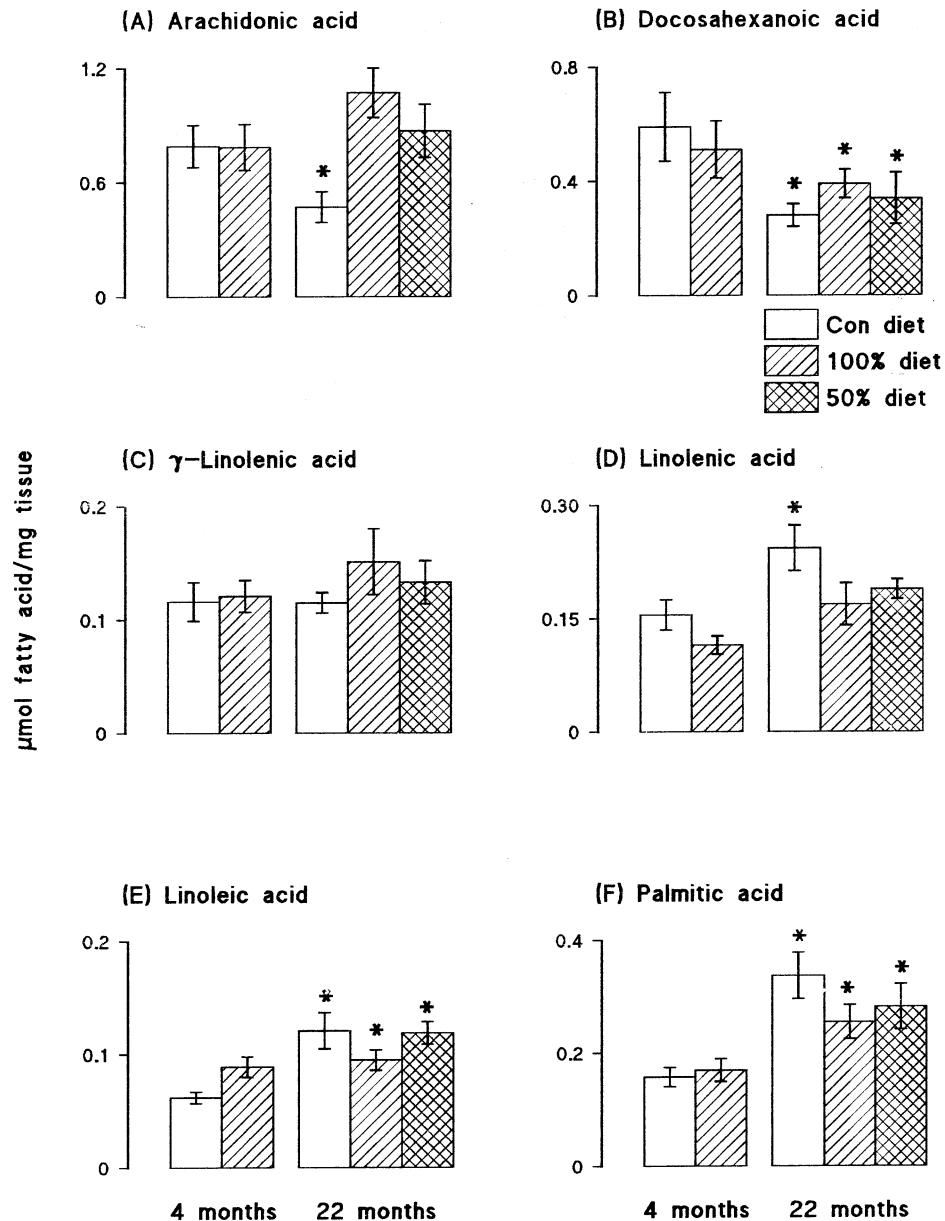 (A) Arachidonic acid
1.2
0.6
0
*
(B) Docosahexanoic acid
0.8
0.4
0
* * *
Con diet
100% diet
50% diet
μmol fatty acid/mg tissue
(C) γ–Linolenic acid
0.2
0.1
0
(D) Linolenic acid
0.30
0.15
0
*
(E) Linoleic acid
0.2
0.1
0
* * *
4 months 22 months
(F) Palmitic acid
0.4
0.2
0
* * *
4 months 22 months